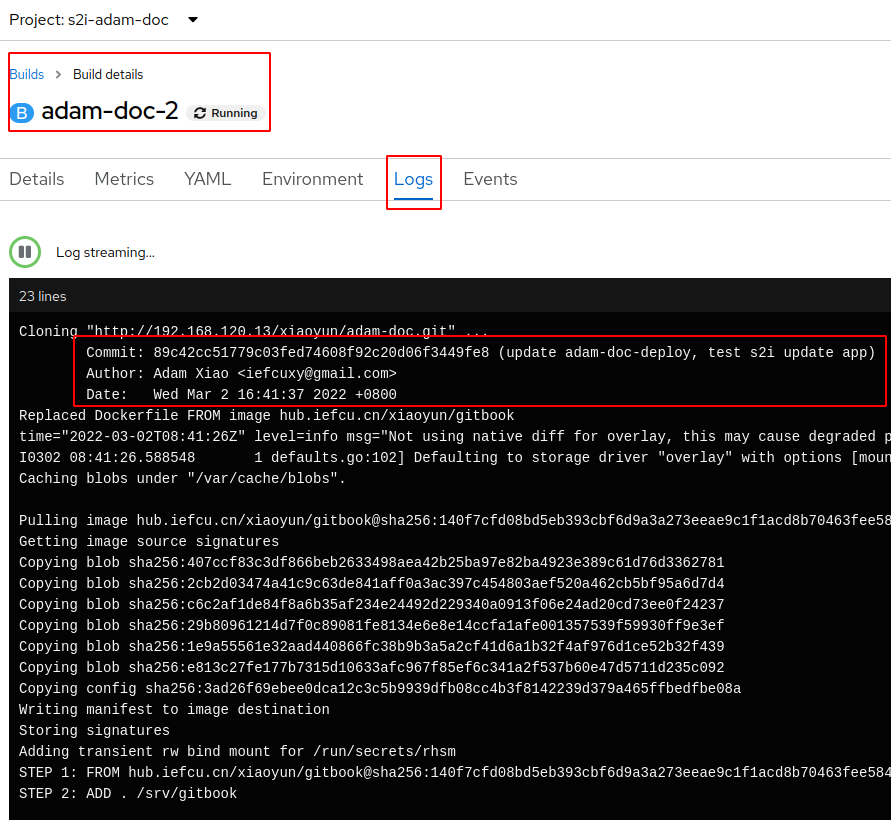 Project: s2i-adam-doc
Builds > Build details
B adam-doc-2 Running
Details Metrics YAML Environment Logs Events
Log streaming...
23 lines
Cloning "http://192.168.120.13/xiaoyun/adam-doc.git" ...
Commit: 89c42cc51779c03fed74608f92c20d06f3449fe8 (update adam-doc-deploy, test s2i update app)
Author: Adam Xiao <iefcuxy@gmail.com>
Date: Wed Mar 2 16:41:37 2022 +0800
Replaced Dockerfile FROM image hub.iefcu.cn/xiaoyun/gitbook
time="2022-03-02T08:41:26Z" level=info msg="Not using native diff for overlay, this may cause degraded p
I0302 08:41:26.588548 1 defaults.go:102] Defaulting to storage driver "overlay" with options [moun
Caching blobs under "/var/cache/blobs".
Pulling image hub.iefcu.cn/xiaoyun/gitbook@sha256:140f7cfd08bd5eb393cbf6d9a3a273eeae9c1f1acd8b70463fee58
Getting image source signatures
Copying blob sha256:407ccf83c3df866beb2633498aea42b25ba97e82ba4923e389c61d76d3362781
Copying blob sha256:2cb2d03474a41c9c63de841aff0a3ac397c454803aef520a462cb5bf95a6d7d4
Copying blob sha256:c6c2af1de84f8a6b35af234e24492d229340a0913f06e24ad20cd73ee0f24237
Copying blob sha256:29b80961214d7f0c89081fe8134e6e8e14ccfa1afe001357539f59930ff9e3ef
Copying blob sha256:1e9a55561e32aad440866fc38b9b3a5a2cf41d6a1b32f4af976d1ce52b32f439
Copying blob sha256:e813c27fe177b7315d10633afc967f85ef6c341a2f537b60e47d5711d235c092
Copying config sha256:3ad26f69ebee0dca12c3c5b9939dfb08cc4b3f8142239d379a465ffbedfbe08a
Writing manifest to image destination
Storing signatures
Adding transient rw bind mount for /run/secrets/rhsm
STEP 1: FROM hub.iefcu.cn/xiaoyun/gitbook@sha256:140f7cfd08bd5eb393cbf6d9a3a273eeae9c1f1acd8b70463fee584
STEP 2: ADD . /srv/gitbook